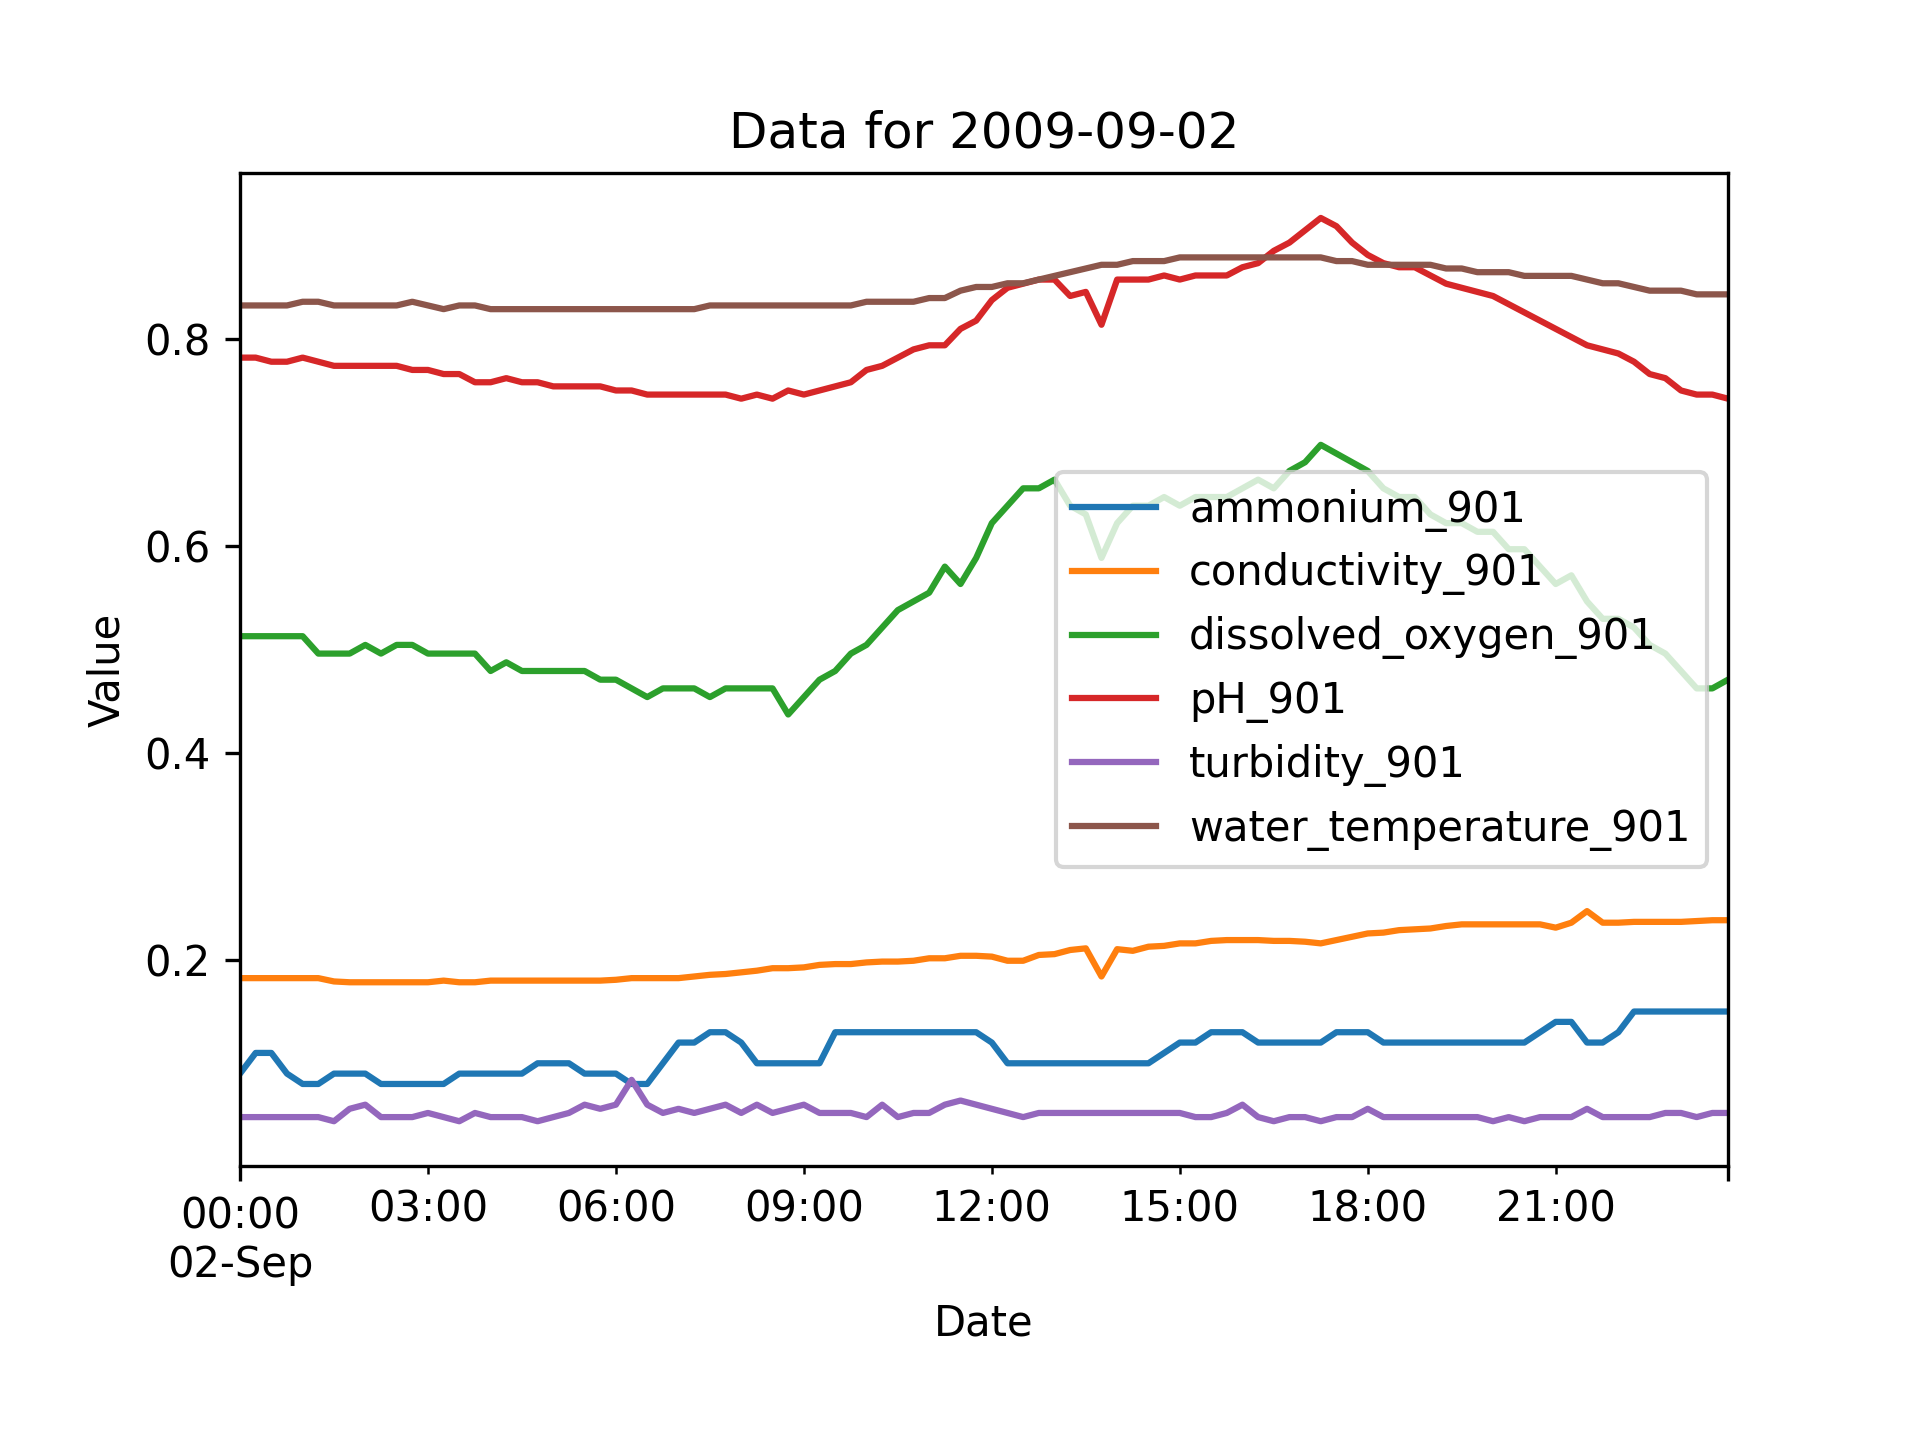 Data for 2009-09-02
Value
0.8
0.6
0.4
0.2
ammonium_901
conductivity_901
dissolved_oxygen_901
pH_901
turbidity_901
water_temperature_901
00:00 03:00 06:00 09:00 12:00 15:00 18:00 21:00
02-Sep
Date